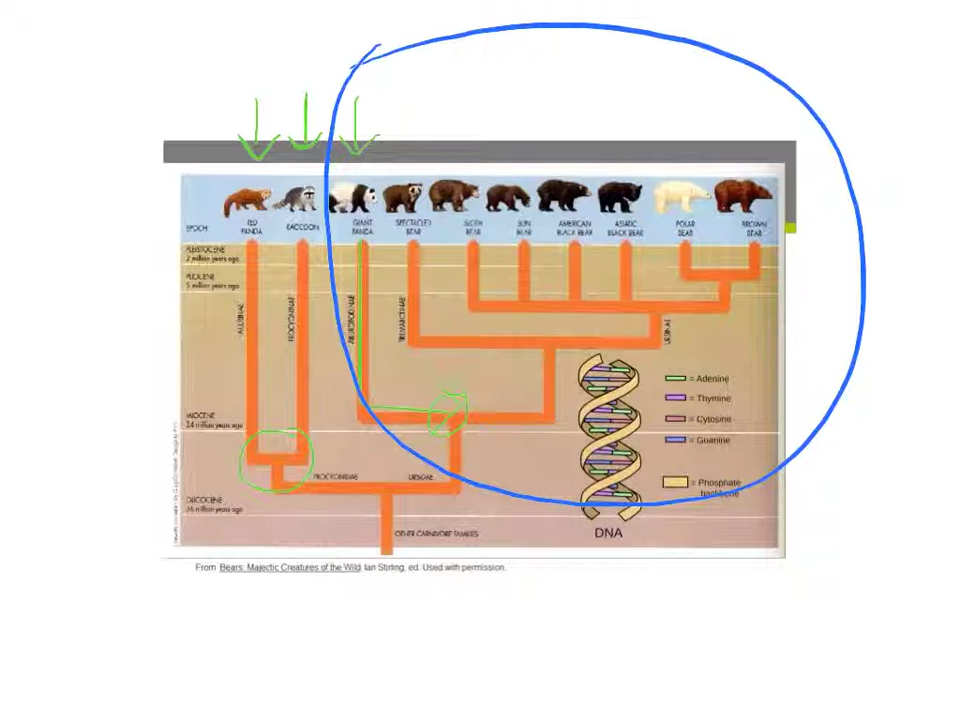 RED PANDA
RACCOON
GIANT PANDA
SPECTACLED BEAR
SLOTH BEAR
SUN BEAR
AMERICAN BLACK BEAR
ASIATIC BLACK BEAR
POLAR BEAR
BROWN BEAR
EPOCH
PLEISTOCENE
2 million years ago
PLIOCENE
5 million years ago
AILURINAE
PROCYONINAE
AILUROPODINAE
TREMARCTINAE
URSINAE
= Adenine
= Thymine
= Cytosine
= Guanine
MIOCENE
24 million years ago
PROCYONIDAE
URSIDAE
= Phosphate
backbone
OLIGOCENE
36 million years ago
OTHER CARNIVORE FAMILIES
DNA
From Bears: Majectic Creatures of the Wild. Ian Stirling, ed. Used with permission.